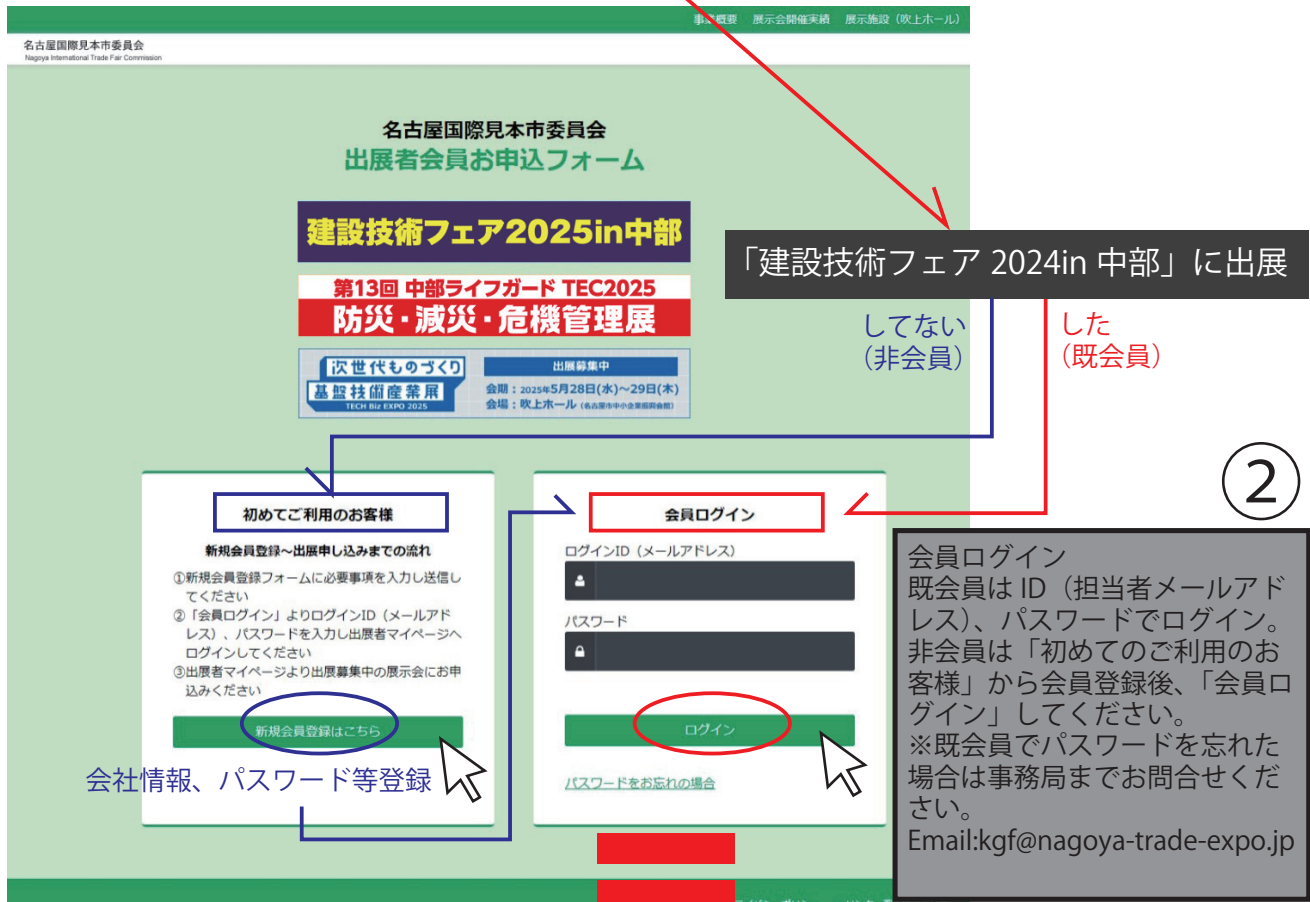 事業概要 展示会開催実績 展示施設（吹上ホール）
名古屋国際見本市委員会
Nagoya International Trade Fair Commission
名古屋国際見本市委員会
出展者会員お申込フォーム
建設技術フェア2025in中部
第13回 中部ライフガード TEC2025
防災・減災・危機管理展
次世代ものづくり
基盤技術産業展
TECH Biz EXPO 2025
出展募集中
会期：2025年5月28日(水)～29日(木)
会場：吹上ホール（名古屋市中小企業振興会館）
「建設技術フェア 2024in 中部」に出展
してない
（非会員）
した
（既会員）
初めてご利用のお客様
新規会員登録～出展申し込みまでの流れ
①新規会員登録フォームに必要事項を入力し送信し
てください
②「会員ログイン」よりログインID（メールアド
レス）、パスワードを入力し出展者マイページへ
ログインしてください
③出展者マイページより出展募集中の展示会にお申
込みください
新規会員登録はこちら
会社情報、パスワード等登録
会員ログイン
ログインID（メールアドレス）
パスワード
ログイン
パスワードをお忘れの場合
②
会員ログイン
既会員は ID（担当者メールアド
レス）、パスワードでログイン。
非会員は「初めてのご利用のお
客様」から会員登録後、「会員ロ
グイン」してください。
※既会員でパスワードを忘れた
場合は事務局までお問合せくだ
さい。
Email:kgf@nagoya-trade-expo.jp